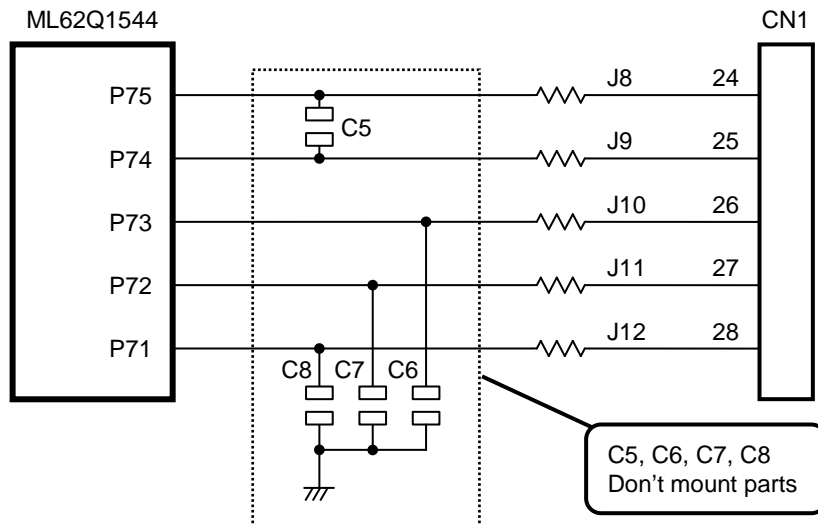 ML62Q1544
CN1
P75
J8
24
C5
P74
J9
25
P73
J10
26
P72
J11
27
P71
J12
28
C8
C7
C6
C5, C6, C7, C8
Don't mount parts